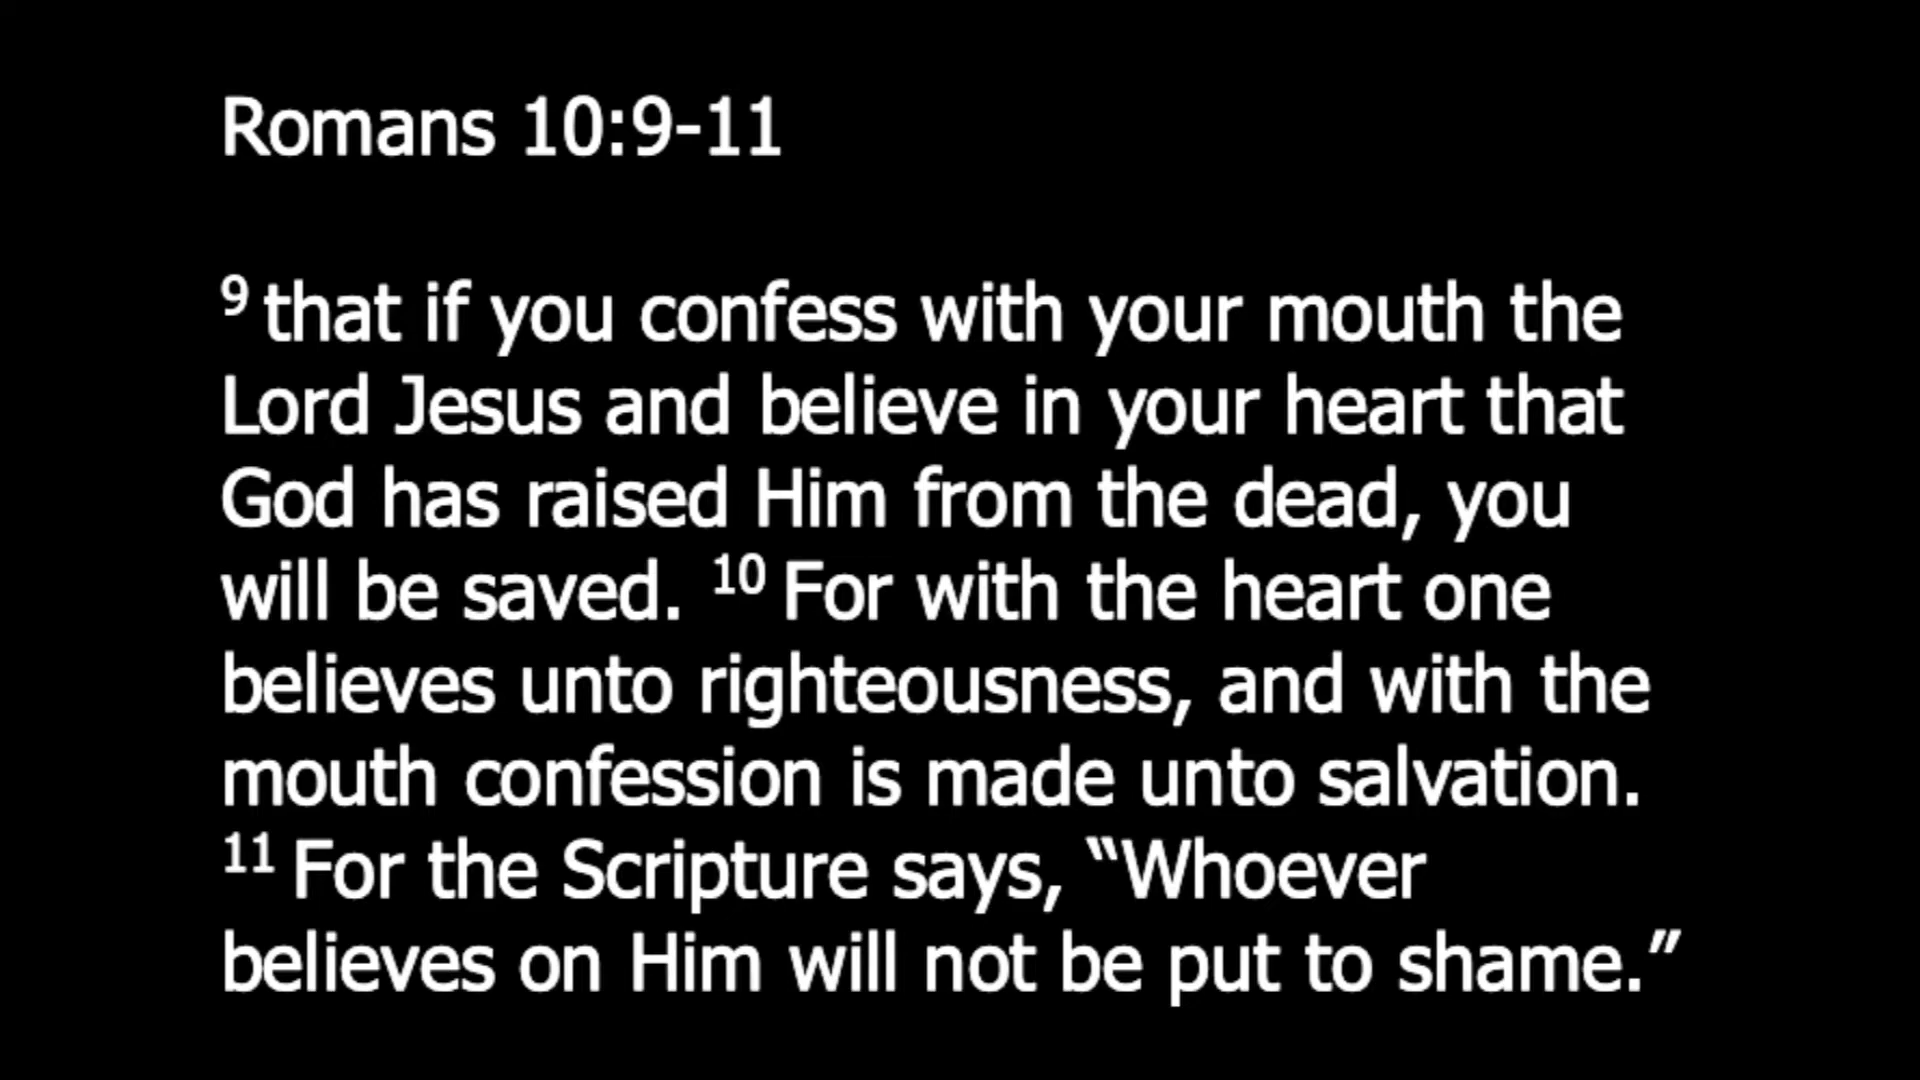 Romans 10:9-11
9 that if you confess with your mouth the
Lord Jesus and believe in your heart that
God has raised Him from the dead, you
will be saved. 10 For with the heart one
believes unto righteousness, and with the
mouth confession is made unto salvation.
11 For the Scripture says, “Whoever
believes on Him will not be put to shame.”